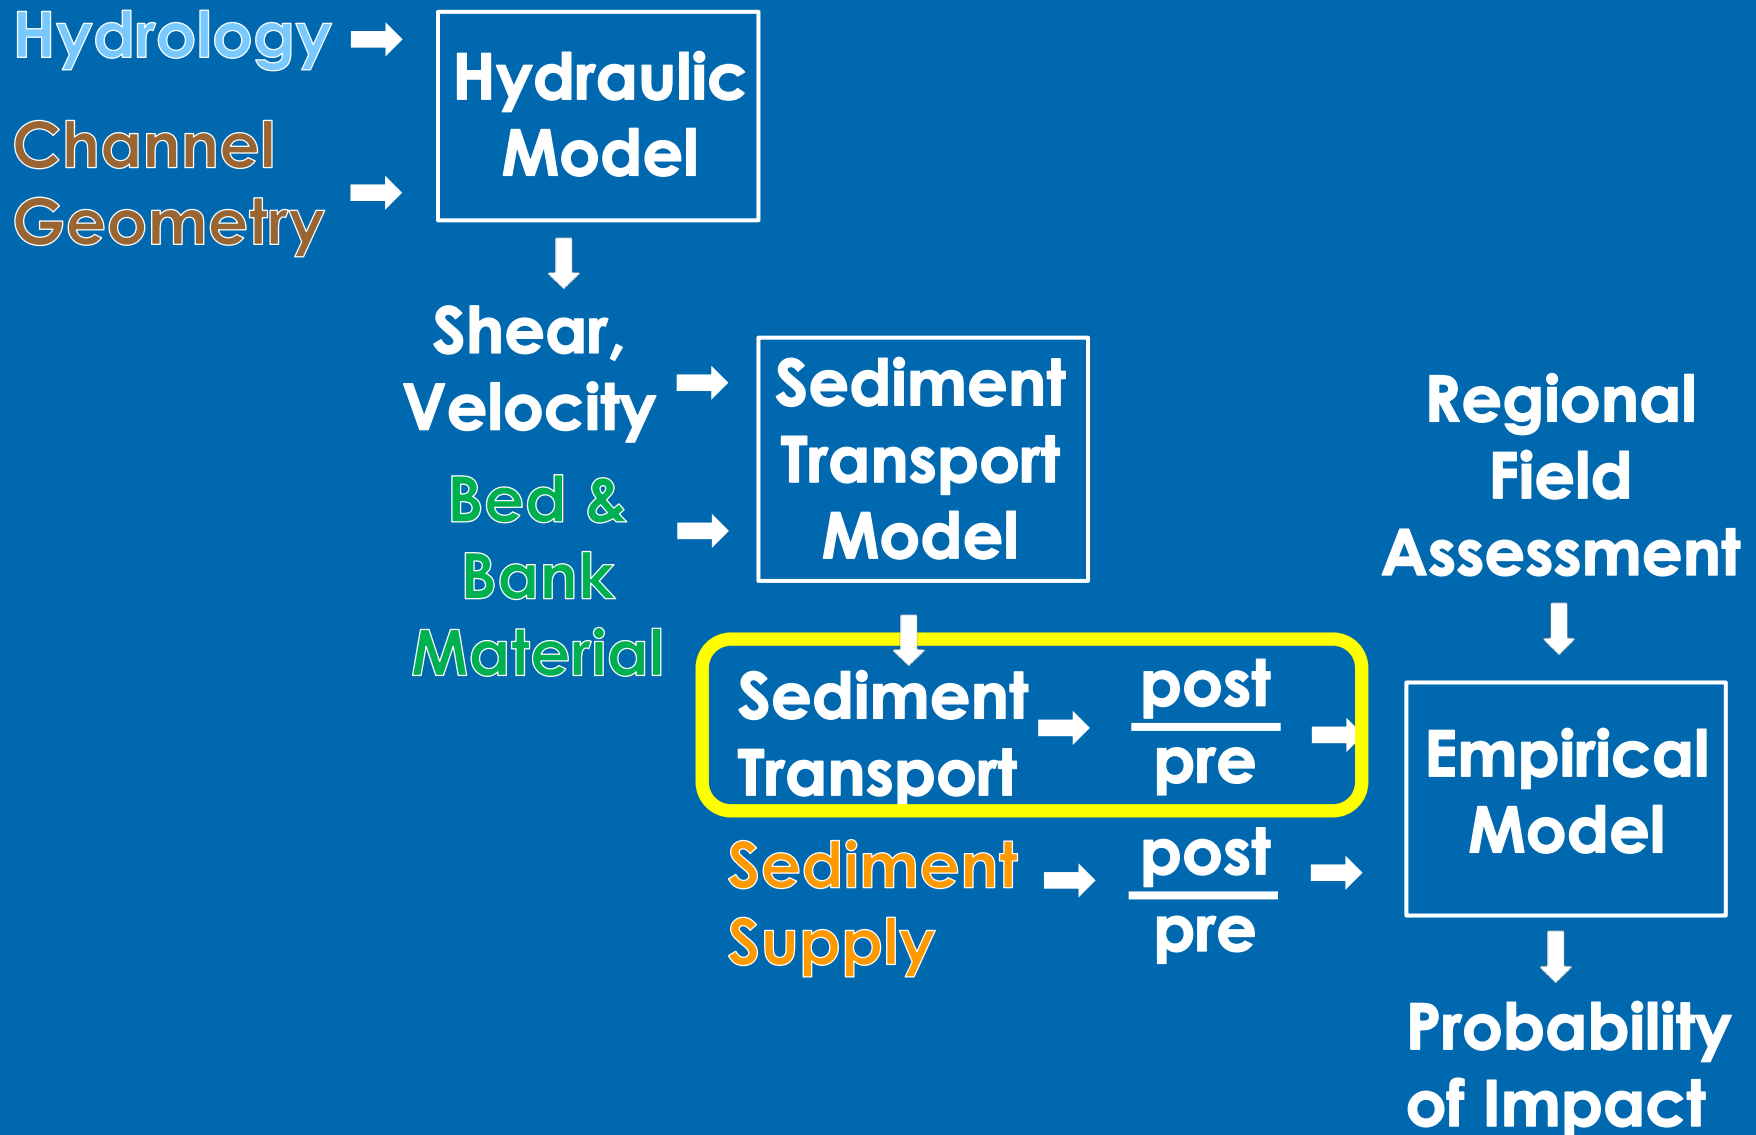 Hydrology
Channel
Geometry
Hydraulic
Model
Shear,
Velocity
Bed &
Bank
Material
Sediment
Transport
Model
Regional
Field
Assessment
Sediment
Transport
post
pre
Sediment
Supply
post
pre
Empirical
Model
Probability
of Impact